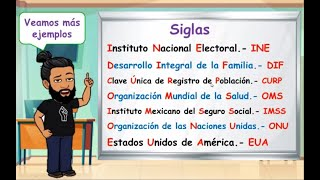 Veamos más
ejemplos
Siglas
Instituto Nacional Electoral.- INE
Desarrollo Integral de la Familia.- DIF
Clave Única de Registro de Población.- CURP
Organización Mundial de la Salud.- OMS
Instituto Mexicano del Seguro Social.- IMSS
Organización de las Naciones Unidas.- ONU
Estados Unidos de América.- EUA